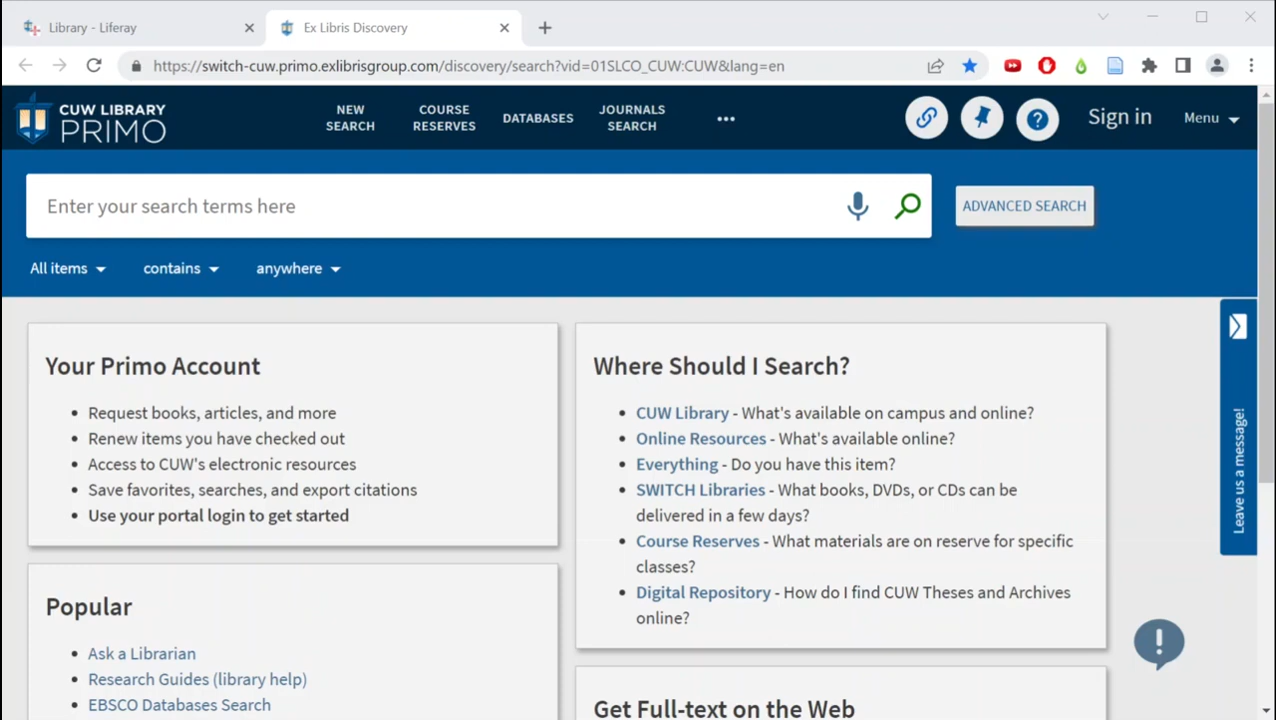 Library - Liferay
Ex Libris Discovery
https://switch-cuw.primo.exlibrisgroup.com/discovery/search?vid=01SLCO_CUW:CUW&lang=en
CUW LIBRARY
PRIMO
NEW
SEARCH
COURSE
RESERVES
DATABASES
JOURNALS
SEARCH
Sign in
Menu
Enter your search terms here
ADVANCED SEARCH
All items
contains
anywhere
Your Primo Account
• Request books, articles, and more
• Renew items you have checked out
• Access to CUW's electronic resources
• Save favorites, searches, and export citations
• Use your portal login to get started
Popular
• Ask a Librarian
• Research Guides (library help)
• EBSCO Databases Search
Where Should I Search?
• CUW Library - What's available on campus and online?
• Online Resources - What's available online?
• Everything - Do you have this item?
• SWITCH Libraries - What books, DVDs, or CDs can be
delivered in a few days?
• Course Reserves - What materials are on reserve for specific
classes?
• Digital Repository - How do I find CUW Theses and Archives
online?
Get Full-text on the Web
Leave us a message!